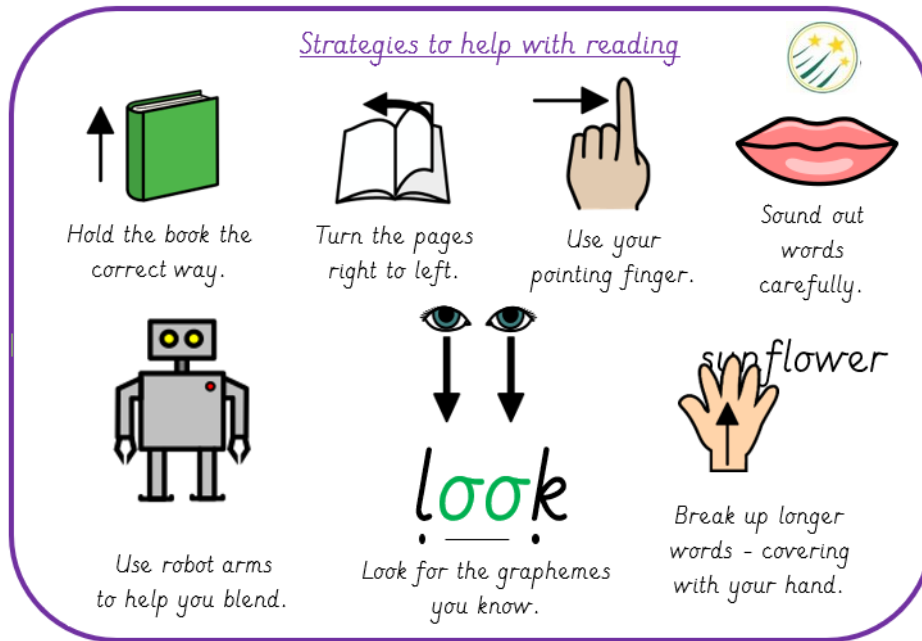 Strategies to help with reading
Hold the book the
correct way.
Turn the pages
right to left.
Use your
pointing finger.
Sound out
words
carefully.
sunflower
look
Use robot arms
to help you blend.
Look for the graphemes
you know.
Break up longer
words - covering
with your hand.